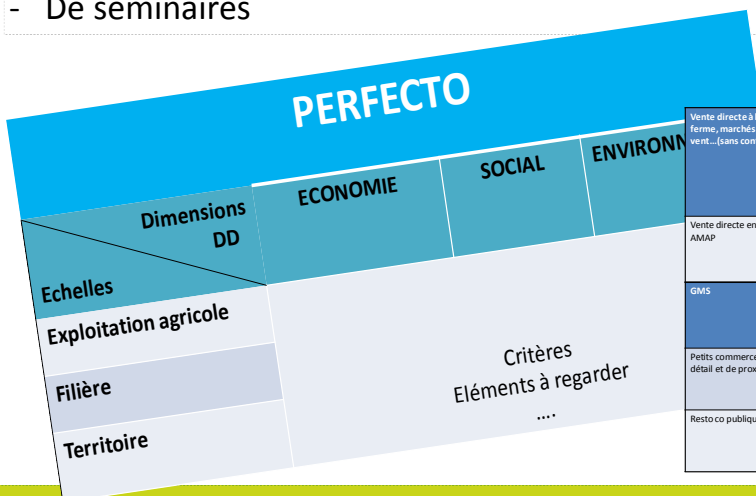 - De séminaires
PERFECTO
Dimensions
DD
Echelles
ECONOMIE
SOCIAL
ENVIRONN
Exploitation agricole
Filière
Territoire
Critères
Eléments à regarder
....
Vente directe à l
ferme, marchés
vent...(sans con
Vente directe en
AMAP
GMS
Petits commerce
détail et de prox
Resto co publiqu